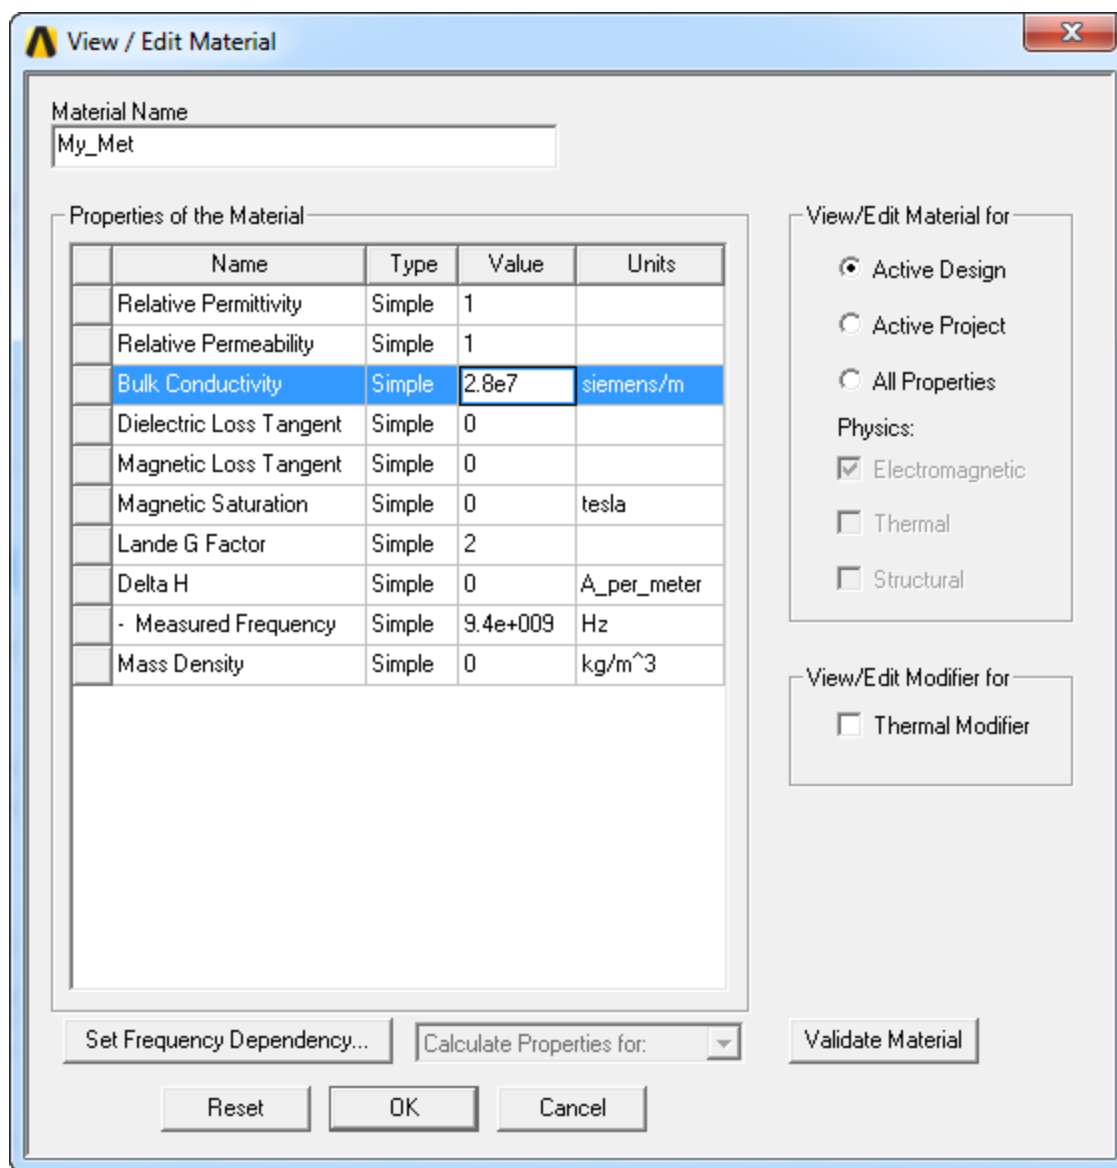 View / Edit Material
Material Name
My_Met
Properties of the Material
Name Type Value Units
Relative Permittivity Simple 1
Relative Permeability Simple 1
Bulk Conductivity Simple 2.8e7 siemens/m
Dielectric Loss Tangent Simple 0
Magnetic Loss Tangent Simple 0
Magnetic Saturation Simple 0 tesla
Lande G Factor Simple 2
Delta H Simple 0 A_per_meter
- Measured Frequency Simple 9.4e+009 Hz
Mass Density Simple 0 kg/m^3
View/Edit Material for
Active Design
Active Project
All Properties
Physics:
Electromagnetic
Thermal
Structural
View/Edit Modifier for
Thermal Modifier
Set Frequency Dependency... Calculate Properties for: Validate Material
Reset OK Cancel